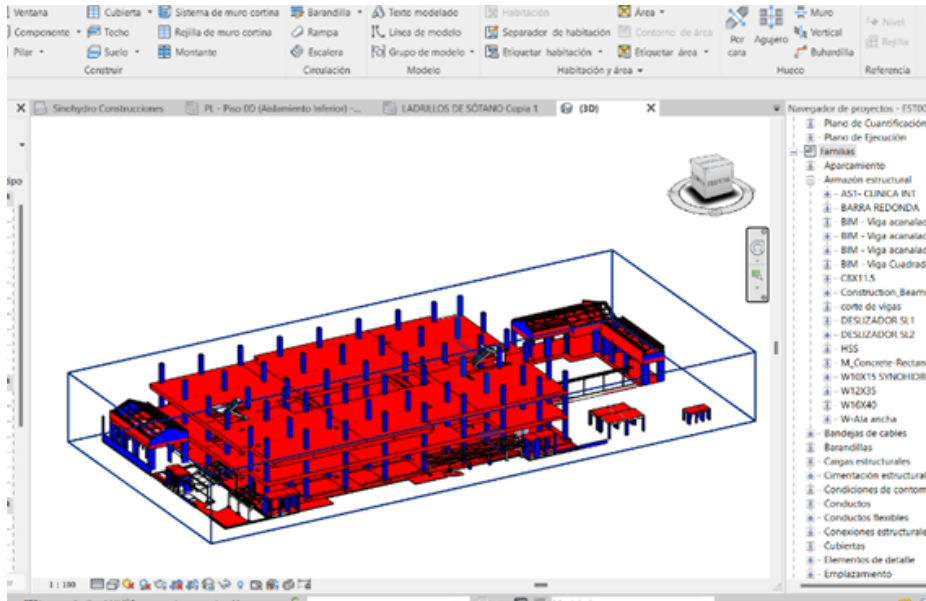 Ventana
Cubierta
Sistema de muro cortina
Barandilla
Texto modelado
Habitación
Área
Muro
Componente
Techo
Rejilla de muro cortina
Rampa
Línea de modelo
Separador de habitación
Contorno de área
Por cara
Agujero
Vertical
Nivel
Pilar
Suelo
Montante
Escalera
Grupo de modelo
Etiquetar habitación
Etiquetar área
Buhardilla
Rejilla
Construir
Circulación
Modelo
Habitación y área
Hueco
Referencia
Sinohydro Construcciones
PL - Piso 0D (Aislamiento Inferior) -...
LADRILLOS DE SÓTANO Copia 1
(3D)
X
Navegador de proyectos - EST00
Plano de Cuantificación
Plano de Ejecución
Familias
Aparcamiento
ipo
Armazón estructural
AS1- CLINICA INT
BARRA REDONDA
BIM - Viga acanalad
BIM - Viga acanalad
BIM - Viga acanalad
BIM - Viga Cuadrad
C8X11.5
Construction_Beams
corte de vigas
DESLIZADOR SL1
DESLIZADOR SL2
HSS
M_Concrete-Rectan
W10X15 SYNOHIDR
W12X35
W16X40
W-Ala ancha
Bandejas de cables
Barandillas
Cargas estructurales
Cimentación estructural
Condiciones de contorn
Conductos
Conductos flexibles
Conexiones estructurale
Cubiertas
Elementos de detalle
Emplazamiento
1 : 100